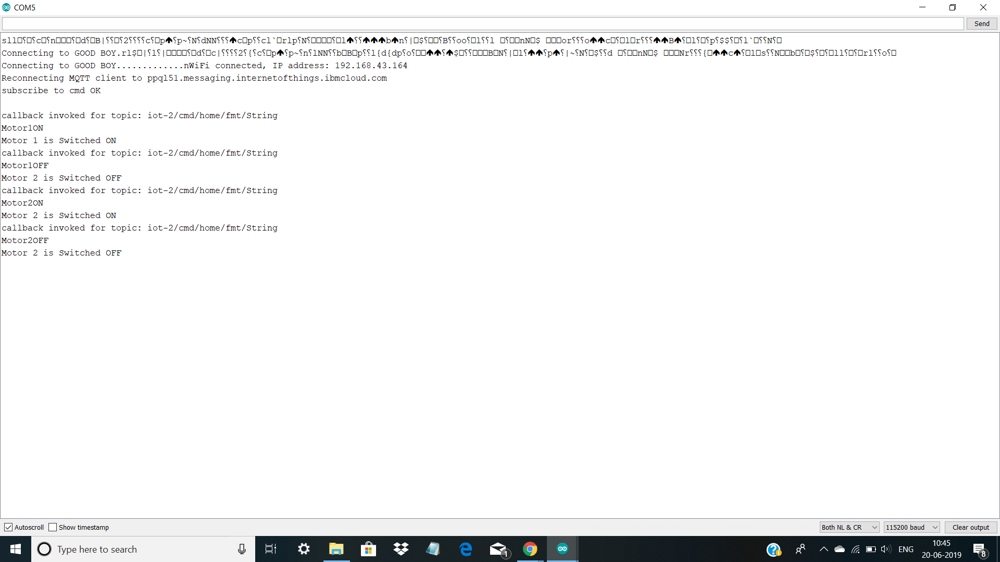 COM5
Send
Connecting to GOOD BOY.
Connecting to GOOD BOY.............nWiFi connected, IP address: 192.168.43.164
Reconnecting MQTT client to ppql51.messaging.internetofthings.ibmcloud.com
subscribe to cmd OK
callback invoked for topic: iot-2/cmd/home/fmt/String
Motor1ON
Motor 1 is Switched ON
callback invoked for topic: iot-2/cmd/home/fmt/String
Motor1OFF
Motor 2 is Switched OFF
callback invoked for topic: iot-2/cmd/home/fmt/String
Motor2ON
Motor 2 is Switched ON
callback invoked for topic: iot-2/cmd/home/fmt/String
Motor2OFF
Motor 2 is Switched OFF
Autoscroll Show timestamp Both NL & CR 115200 baud Clear output
Type here to search 1 ENG 10:45 8
20-06-2019